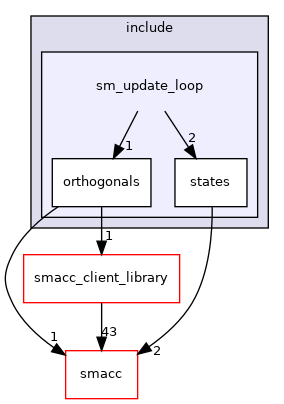 include
sm_update_loop
1
2
orthogonals
states
1
smacc_client_library
1
43
2
smacc